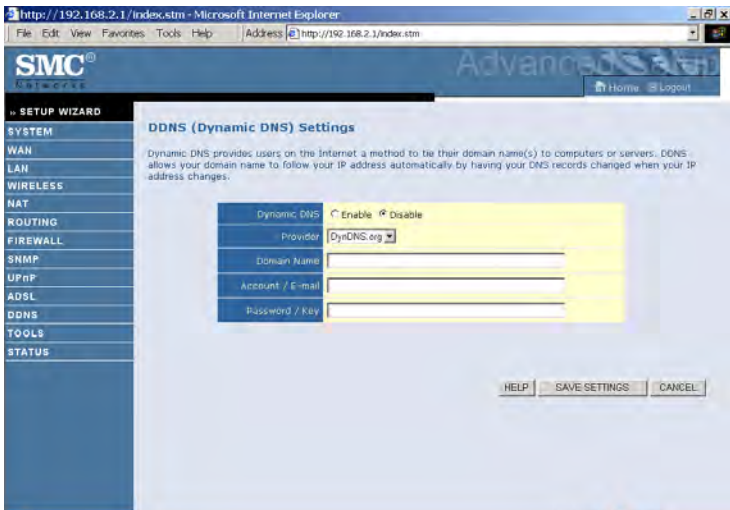 http://192.168.2.1/index.stm - Microsoft Internet Explorer
File Edit View Favorites Tools Help Address http://192.168.2.1/index.stm
SMC®
Networks
Advanced Setup
Home Logout
» SETUP WIZARD
SYSTEM
WAN
LAN
WIRELESS
NAT
ROUTING
FIREWALL
SNMP
UPnP
ADSL
DDNS
TOOLS
STATUS
DDNS (Dynamic DNS) Settings
Dynamic DNS provides users on the Internet a method to tie their domain name(s) to computers or servers. DDNS
allows your domain name to follow your IP address automatically by having your DNS records changed when your IP
address changes.
Dynamic DNS Enable Disable
Provider DynDNS.org
Domain Name
Account / E-mail
Password / Key
HELP SAVE SETTINGS CANCEL